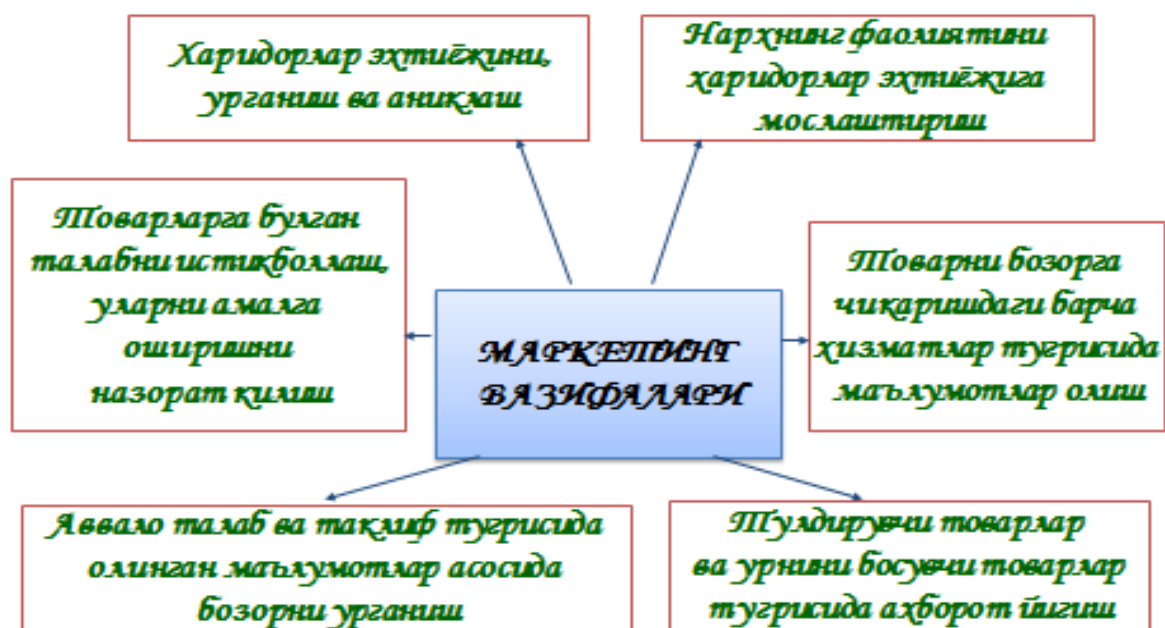 Харидорлар эхтиёжини,
урганиш ва аниклаш
Нархнинг фаолиятини
харидорлар эхтиёжига
мослаштириш
Товарларга булган
талабни истикболлаш,
уларни амалга
оширишни
назорат килиш
МАРКЕТИНГ
ВАЗИФАЛАРИ
Товарни бозорга
чикаришдаги барча
хизматлар тугрисида
маълумотлар олиш
Аввало талаб ва таклиф тугрисида
олинган маълумотлар асосида
бозорни урганиш
Тулдирувчи товарлар
ва урнини босувчи товарлар
тугрисида ахборот йигиш